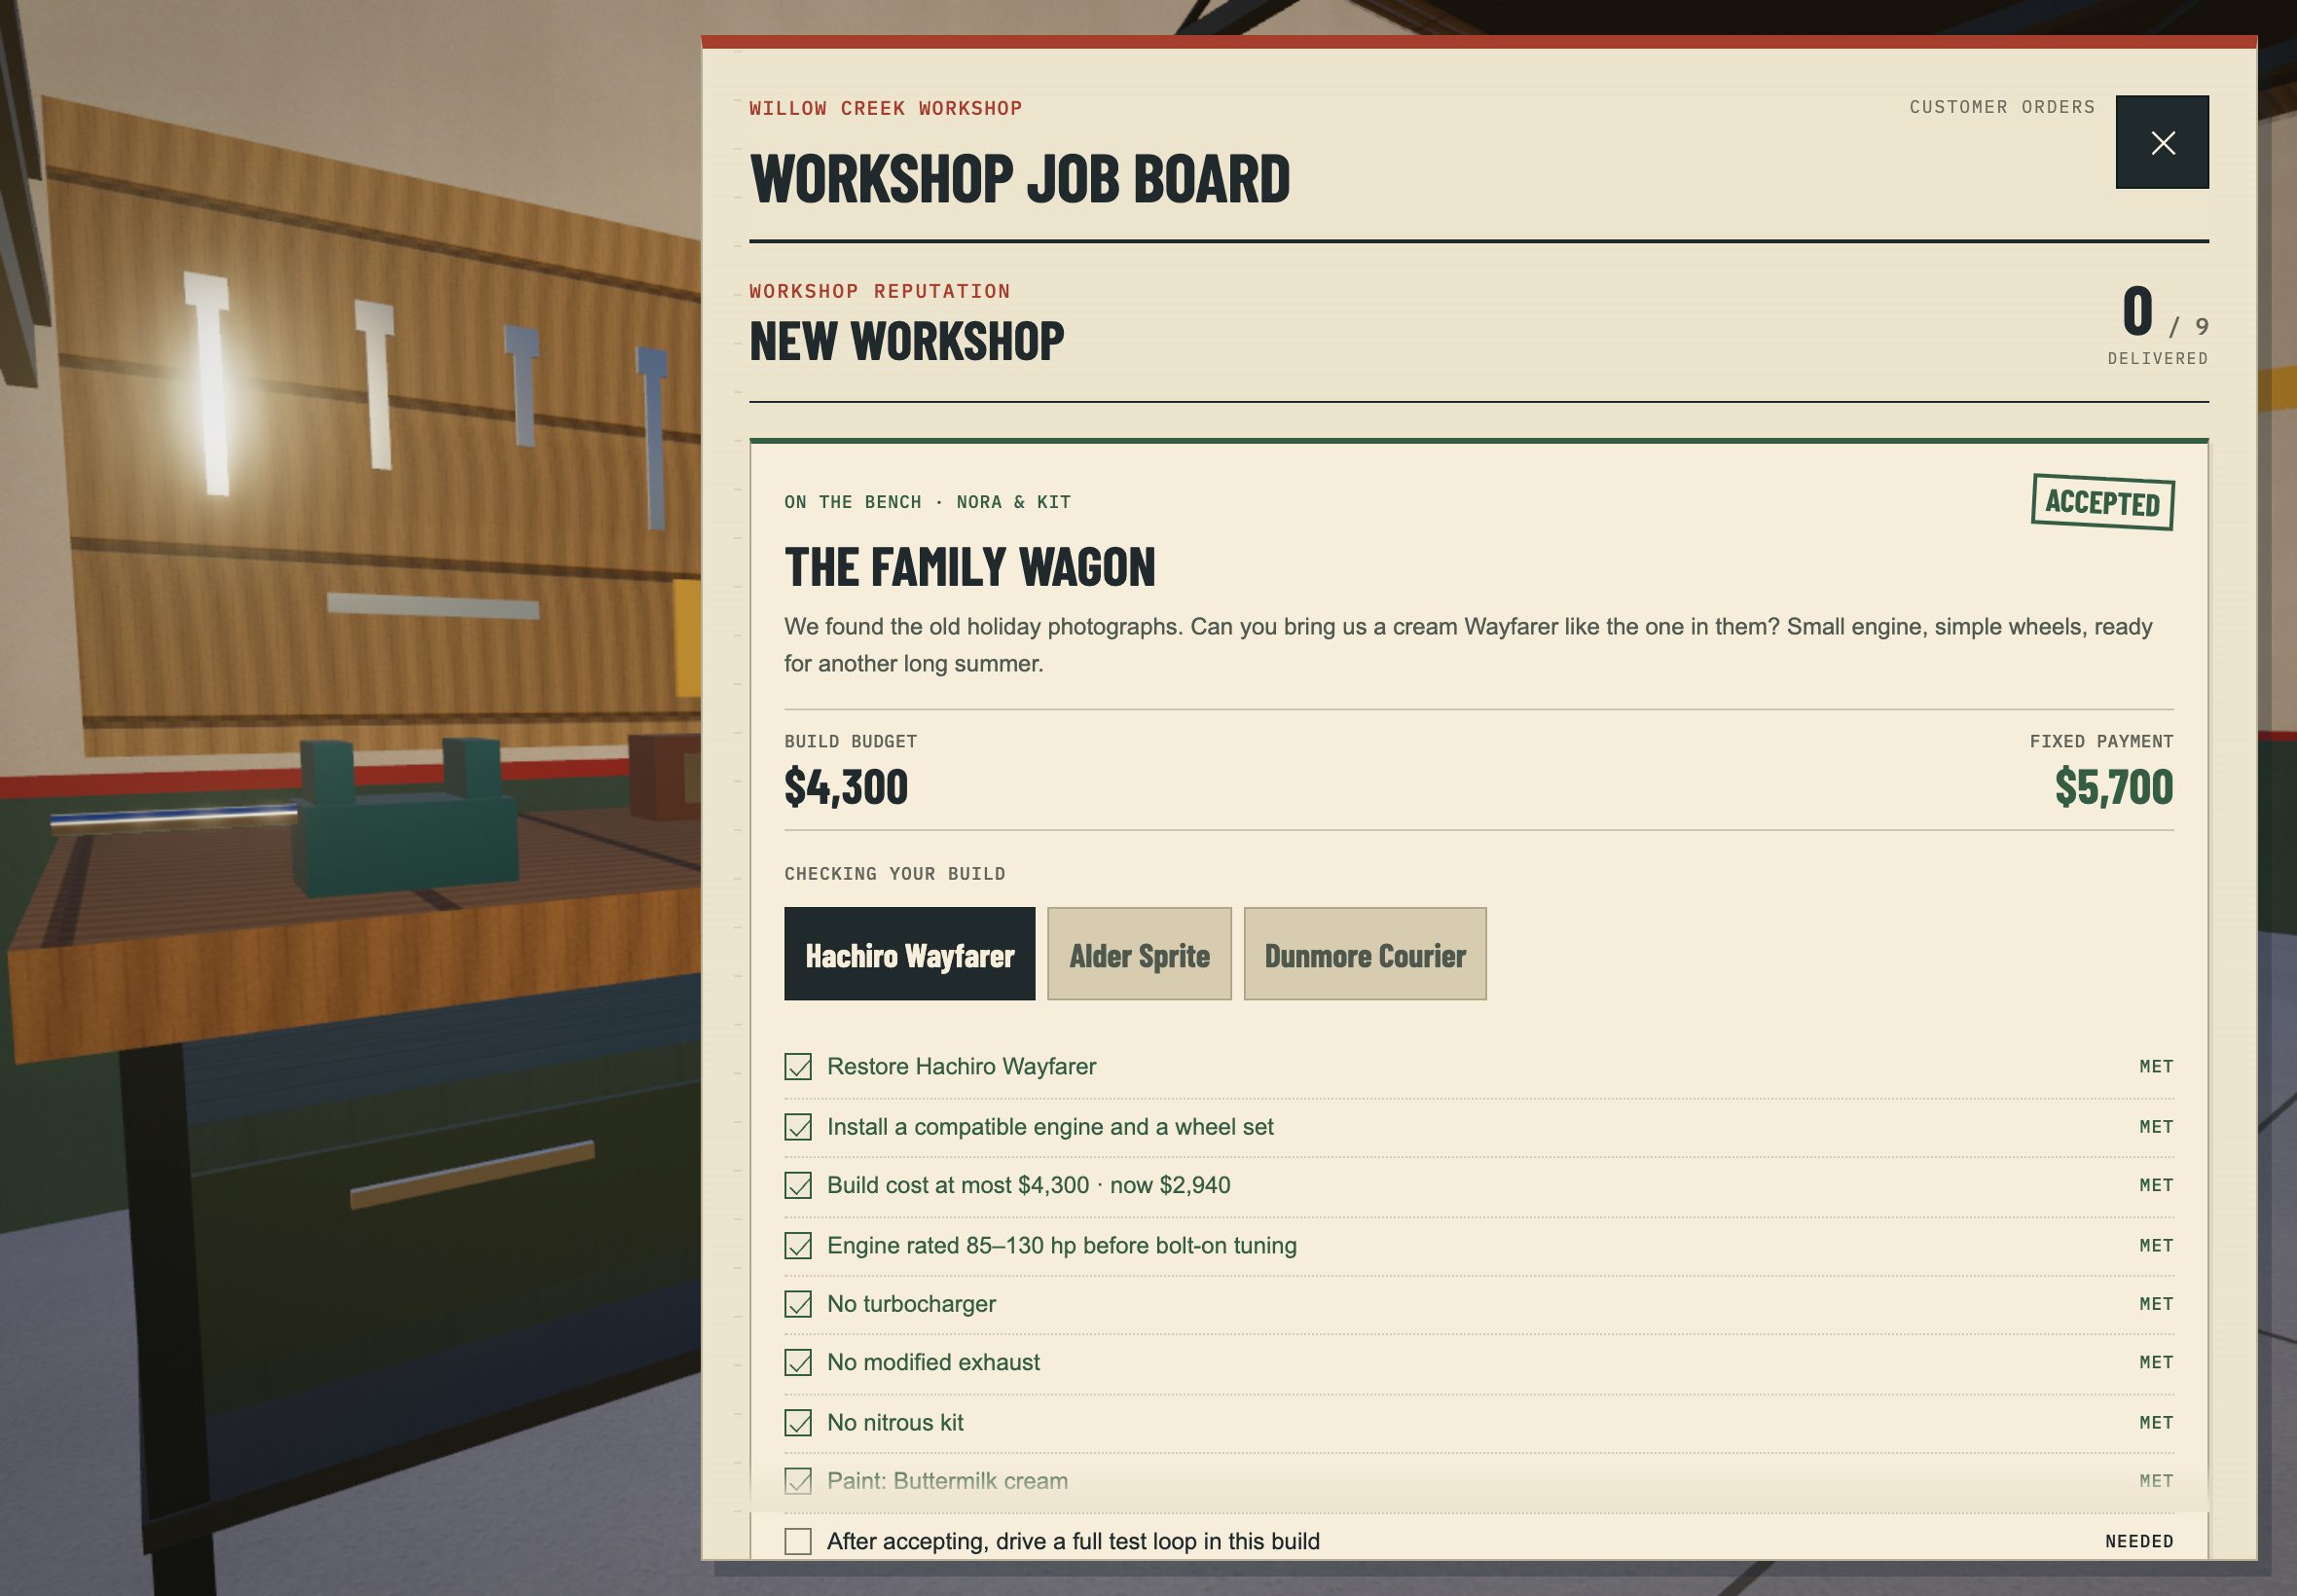 WILLOW CREEK WORKSHOP
CUSTOMER ORDERS
WORKSHOP JOB BOARD
WORKSHOP REPUTATION
NEW WORKSHOP
0 / 9
DELIVERED
ON THE BENCH · NORA & KIT
ACCEPTED
THE FAMILY WAGON
We found the old holiday photographs. Can you bring us a cream Wayfarer like the one in them? Small engine, simple wheels, ready
for another long summer.
BUILD BUDGET
FIXED PAYMENT
$4,300
$5,700
CHECKING YOUR BUILD
Hachiro Wayfarer
Alder Sprite
Dunmore Courier
Restore Hachiro Wayfarer MET
Install a compatible engine and a wheel set MET
Build cost at most $4,300 · now $2,940 MET
Engine rated 85–130 hp before bolt-on tuning MET
No turbocharger MET
No modified exhaust MET
No nitrous kit MET
Paint: Buttermilk cream MET
After accepting, drive a full test loop in this build NEEDED